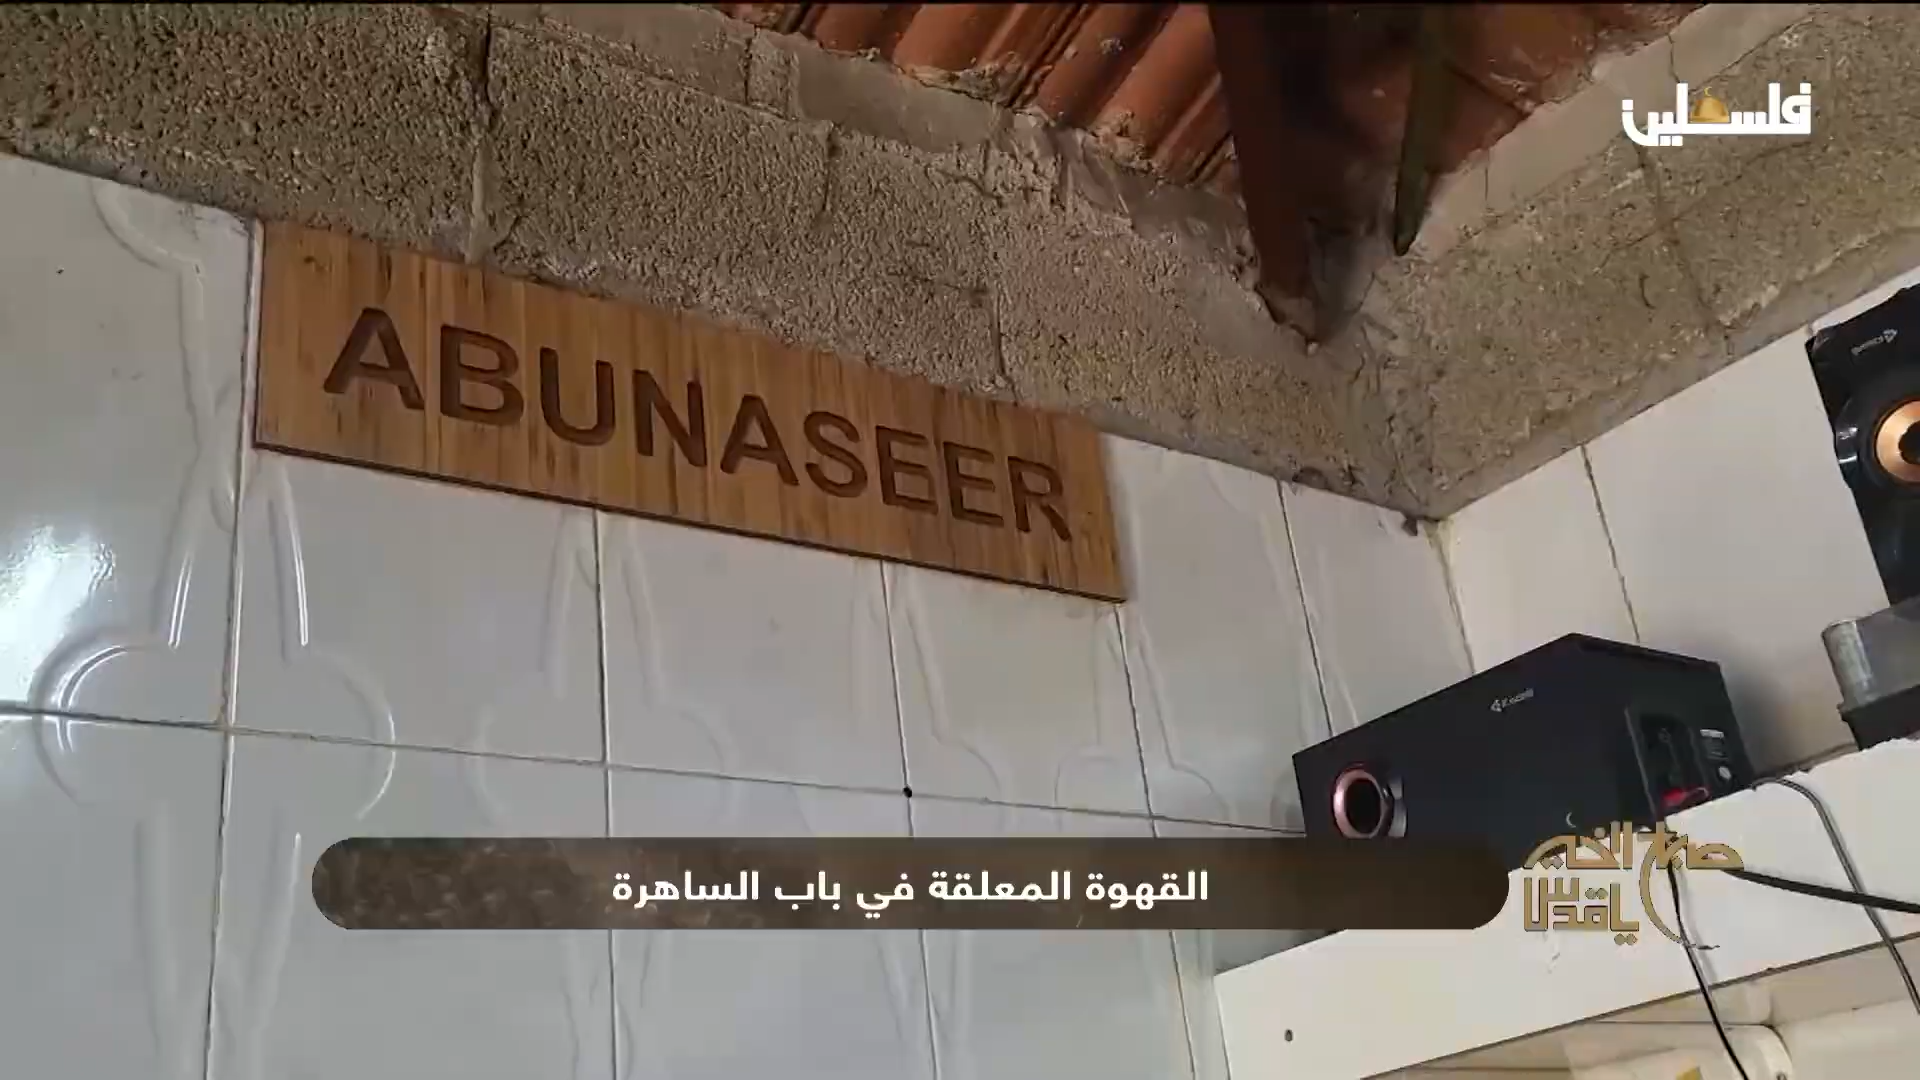 فلسطين
ABUNASEER
القهوة المعلقة في باب الساهرة
صباح الخير
يا قدس